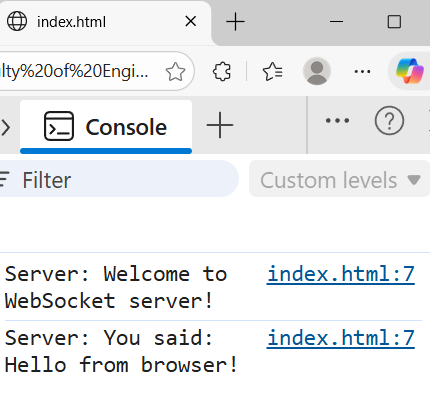 index.html
lty%20of%20Engi...
Console
Filter
Custom levels
Server: Welcome to index.html:7
WebSocket server!
Server: You said: index.html:7
Hello from browser!